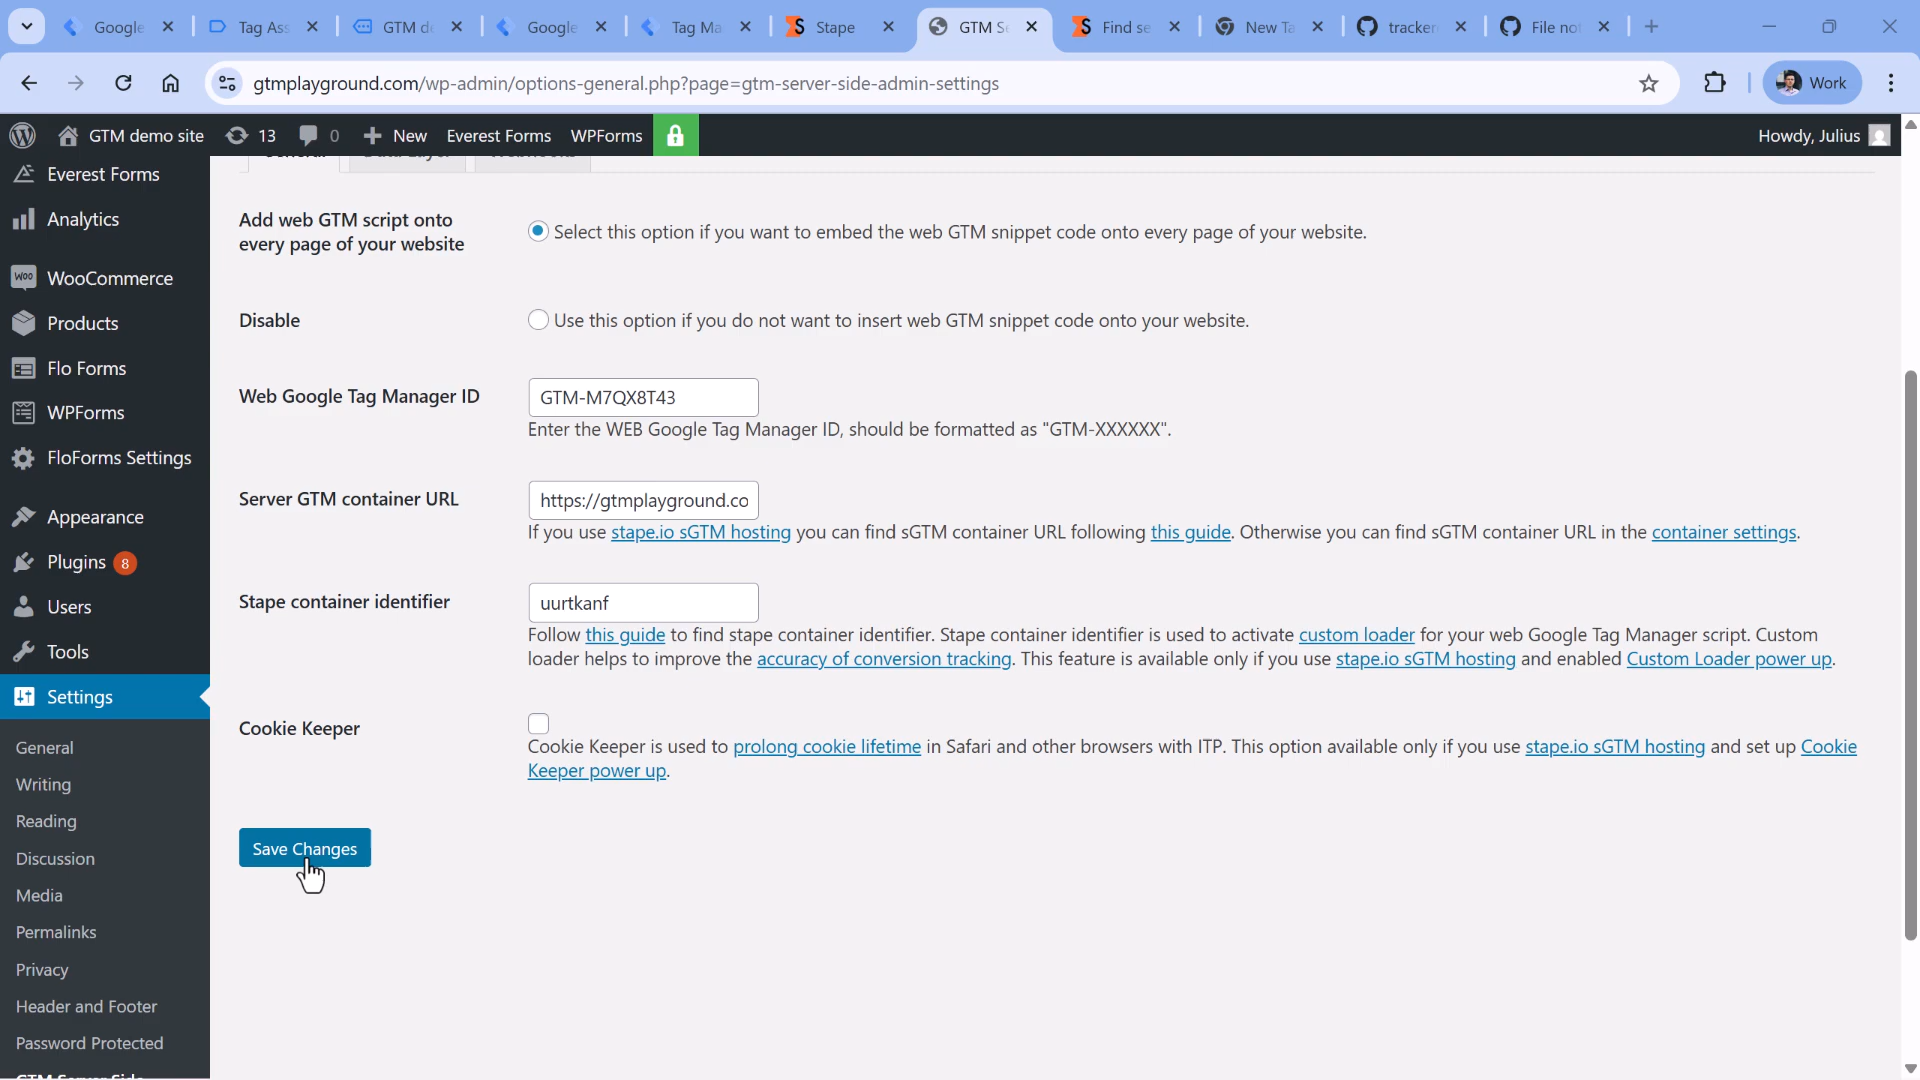 Google
Tag Ass
GTM de
Google
Tag Ma
Stape
GTM S
Find se
New Ta
tracker
File not
gtmplayground.com/wp-admin/options-general.php?page=gtm-server-side-admin-settings
Work
GTM demo site
13
0
New
Everest Forms
WPForms
Howdy, Julius
Everest Forms
Analytics
WooCommerce
Products
Flo Forms
WPForms
FloForms Settings
Appearance
Plugins 8
Users
Tools
Settings
General
Writing
Reading
Discussion
Media
Permalinks
Privacy
Header and Footer
Password Protected
GTM Server Side
Add web GTM script onto
every page of your website
Select this option if you want to embed the web GTM snippet code onto every page of your website.
Disable
Use this option if you do not want to insert web GTM snippet code onto your website.
Web Google Tag Manager ID
GTM-M7QX8T43
Enter the WEB Google Tag Manager ID, should be formatted as "GTM-XXXXXX".
Server GTM container URL
https://gtmplayground.co
If you use stape.io sGTM hosting you can find sGTM container URL following this guide. Otherwise you can find sGTM container URL in the container settings.
Stape container identifier
uurtkanf
Follow this guide to find stape container identifier. Stape container identifier is used to activate custom loader for your web Google Tag Manager script. Custom
loader helps to improve the accuracy of conversion tracking. This feature is available only if you use stape.io sGTM hosting and enabled Custom Loader power up.
Cookie Keeper
Cookie Keeper is used to prolong cookie lifetime in Safari and other browsers with ITP. This option available only if you use stape.io sGTM hosting and set up Cookie
Keeper power up.
Save Changes